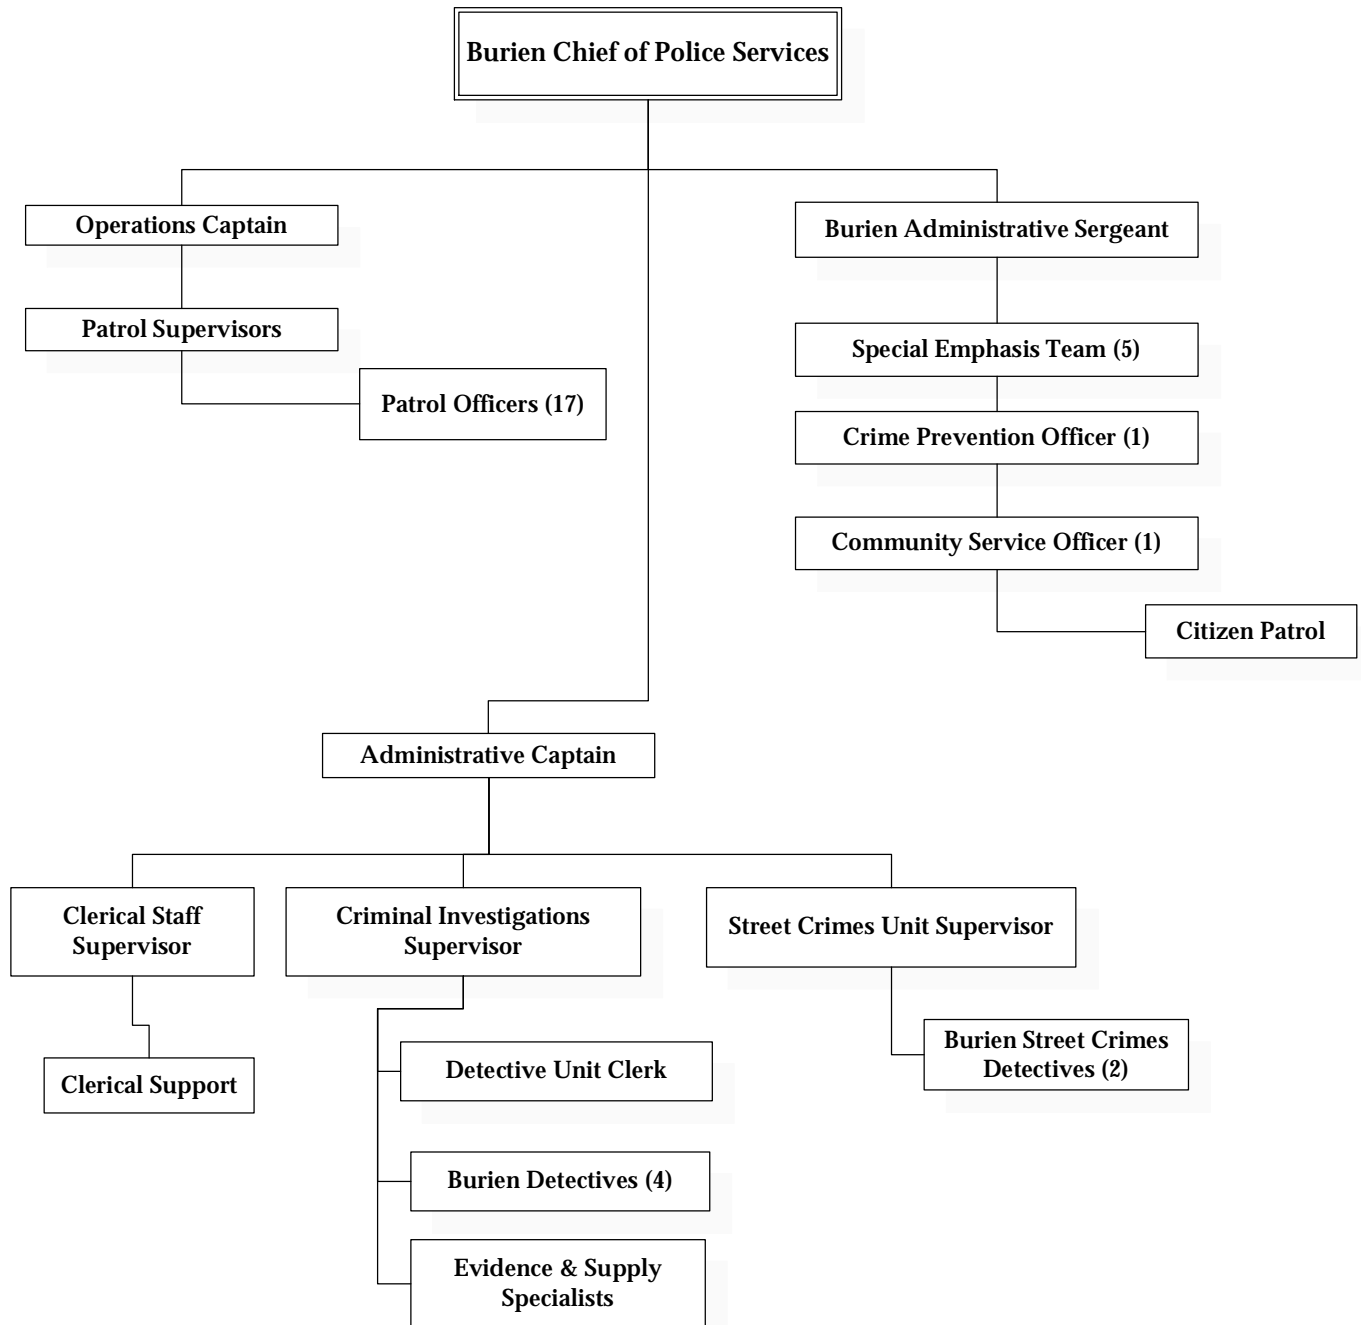 Burien Chief of Police Services
Operations Captain
Burien Administrative Sergeant
Patrol Supervisors
Special Emphasis Team (5)
Patrol Officers (17)
Crime Prevention Officer (1)
Community Service Officer (1)
Citizen Patrol
Administrative Captain
Clerical Staff
Supervisor
Criminal Investigations
Supervisor
Street Crimes Unit Supervisor
Clerical Support
Detective Unit Clerk
Burien Street Crimes
Detectives (2)
Burien Detectives (4)
Evidence & Supply
Specialists